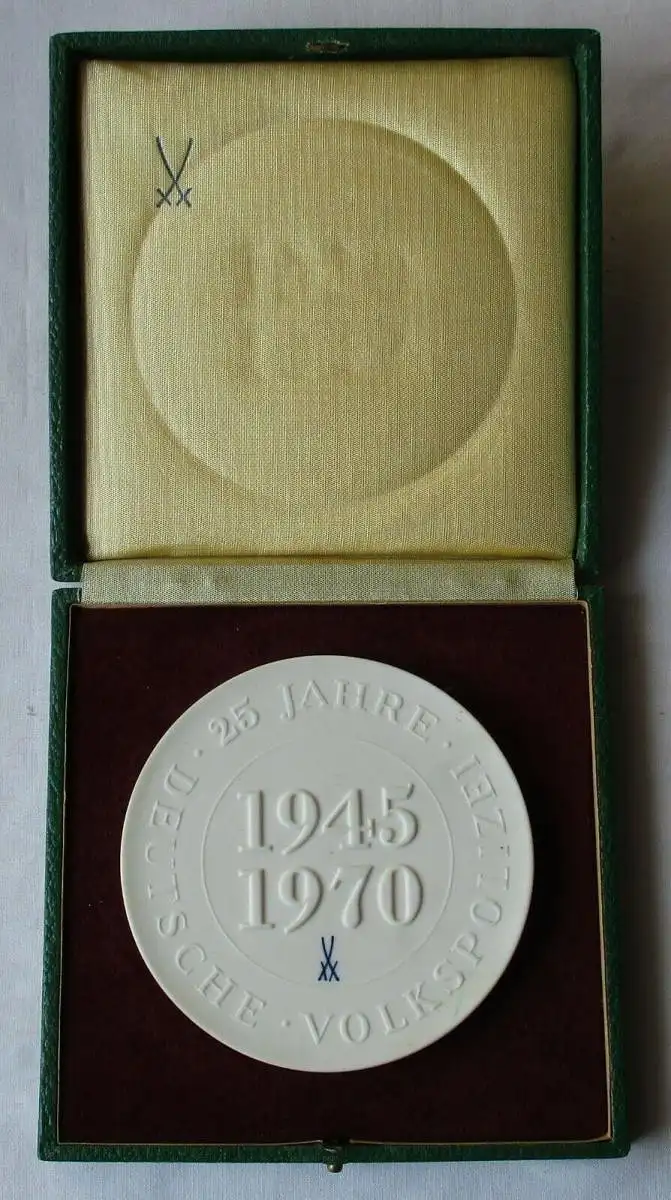 25 JAHRE · DEUTSCHE · VOLKSPOLIZEI ·
1945
1970